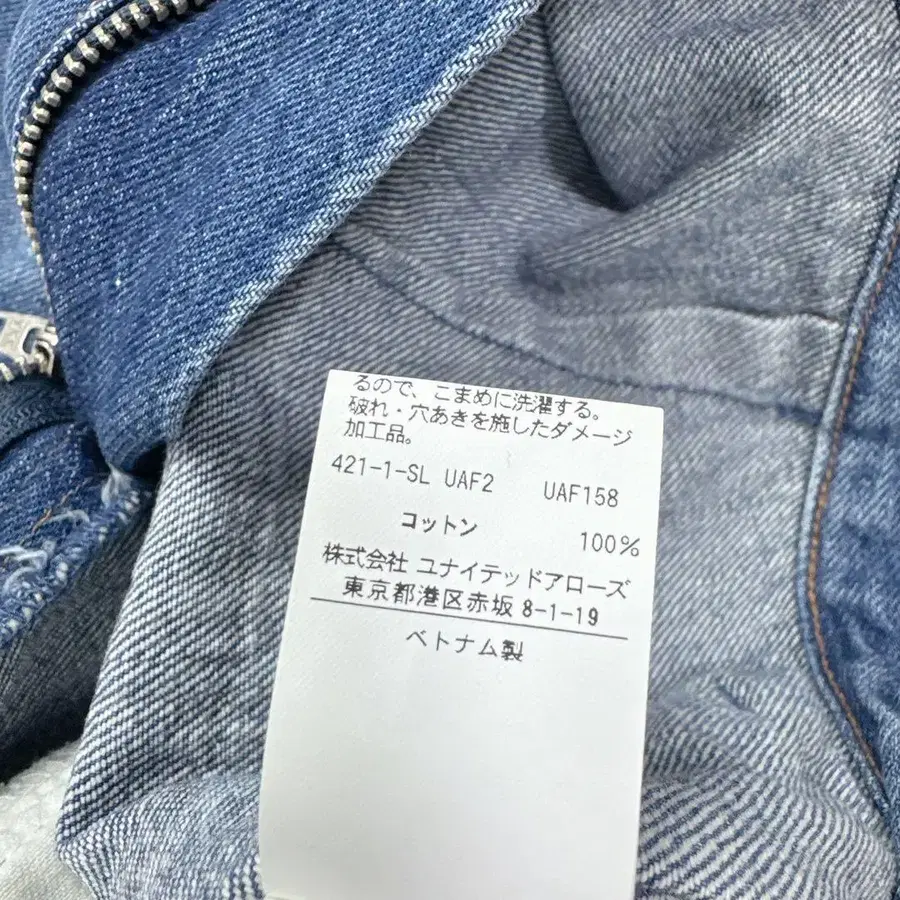 るので、こまめに洗濯する。
破れ・穴あきを施したダメージ
加工品。
421-1-SL UAF2 UAF158
コットン 100%
株式会社 ユナイテッドアローズ
東京都港区赤坂 8-1-19
ベトナム製